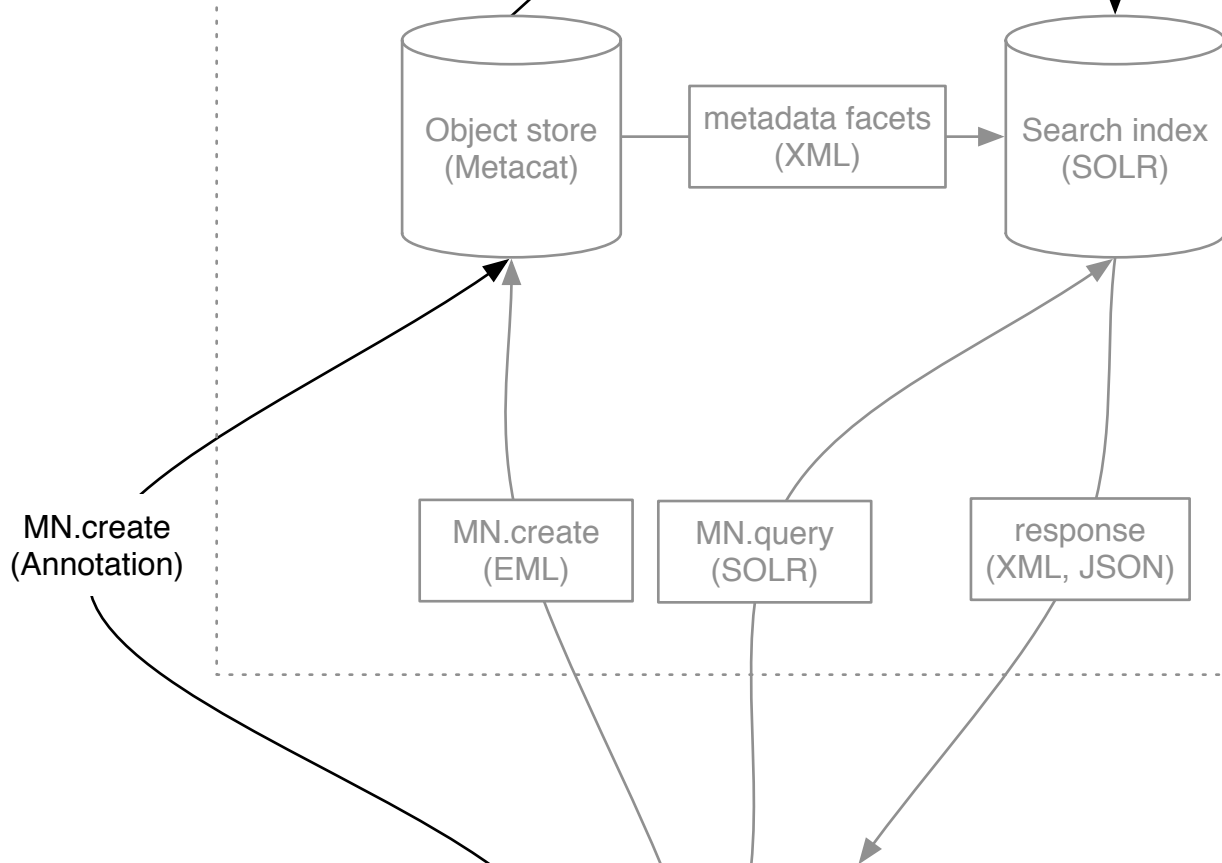 Object store
(Metacat)
metadata facets
(XML)
Search index
(SOLR)
MN.create
(Annotation)
MN.create
(EML)
MN.query
(SOLR)
response
(XML, JSON)